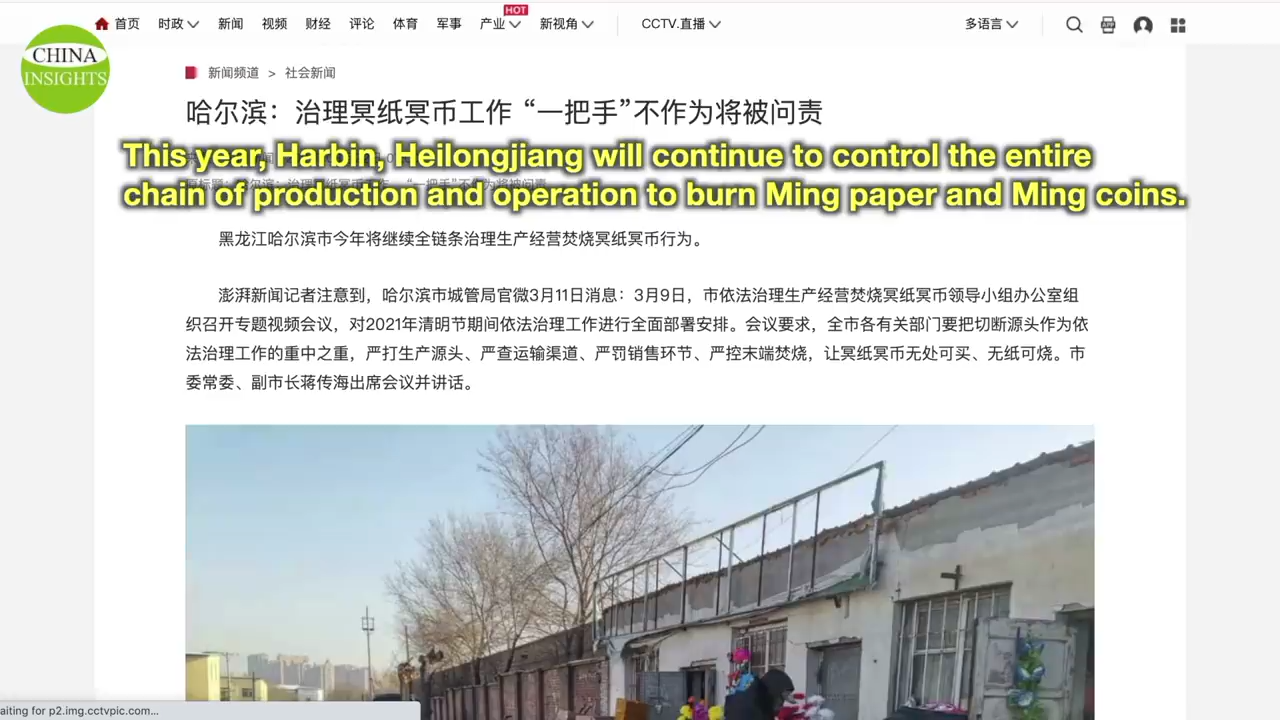 首页 时政 新闻 视频 财经 评论 体育 军事 产业 HOT 新视角 CCTV.直播 多语言 APP
CHINA
INSIGHTS
新闻频道 > 社会新闻
哈尔滨：治理冥纸冥币工作 “一把手”不作为将被问责
This year, Harbin, Heilongjiang will continue to control the entire
chain of production and operation to burn Ming paper and Ming coins.
黑龙江哈尔滨市今年将继续全链条治理生产经营焚烧冥纸冥币行为。
澎湃新闻记者注意到，哈尔滨市城管局官微3月11日消息：3月9日，市依法治理生产经营焚烧冥纸冥币领导小组办公室组
织召开专题视频会议，对2021年清明节期间依法治理工作进行全面部署安排。会议要求，全市各有关部门要把切断源头作为依
法治理工作的重中之重，严打生产源头、严查运输渠道、严罚销售环节、严控末端焚烧，让冥纸冥币无处可买、无纸可烧。市
委常委、副市长蒋传海出席会议并讲话。
aiting for p2.img.cctvpic.com...